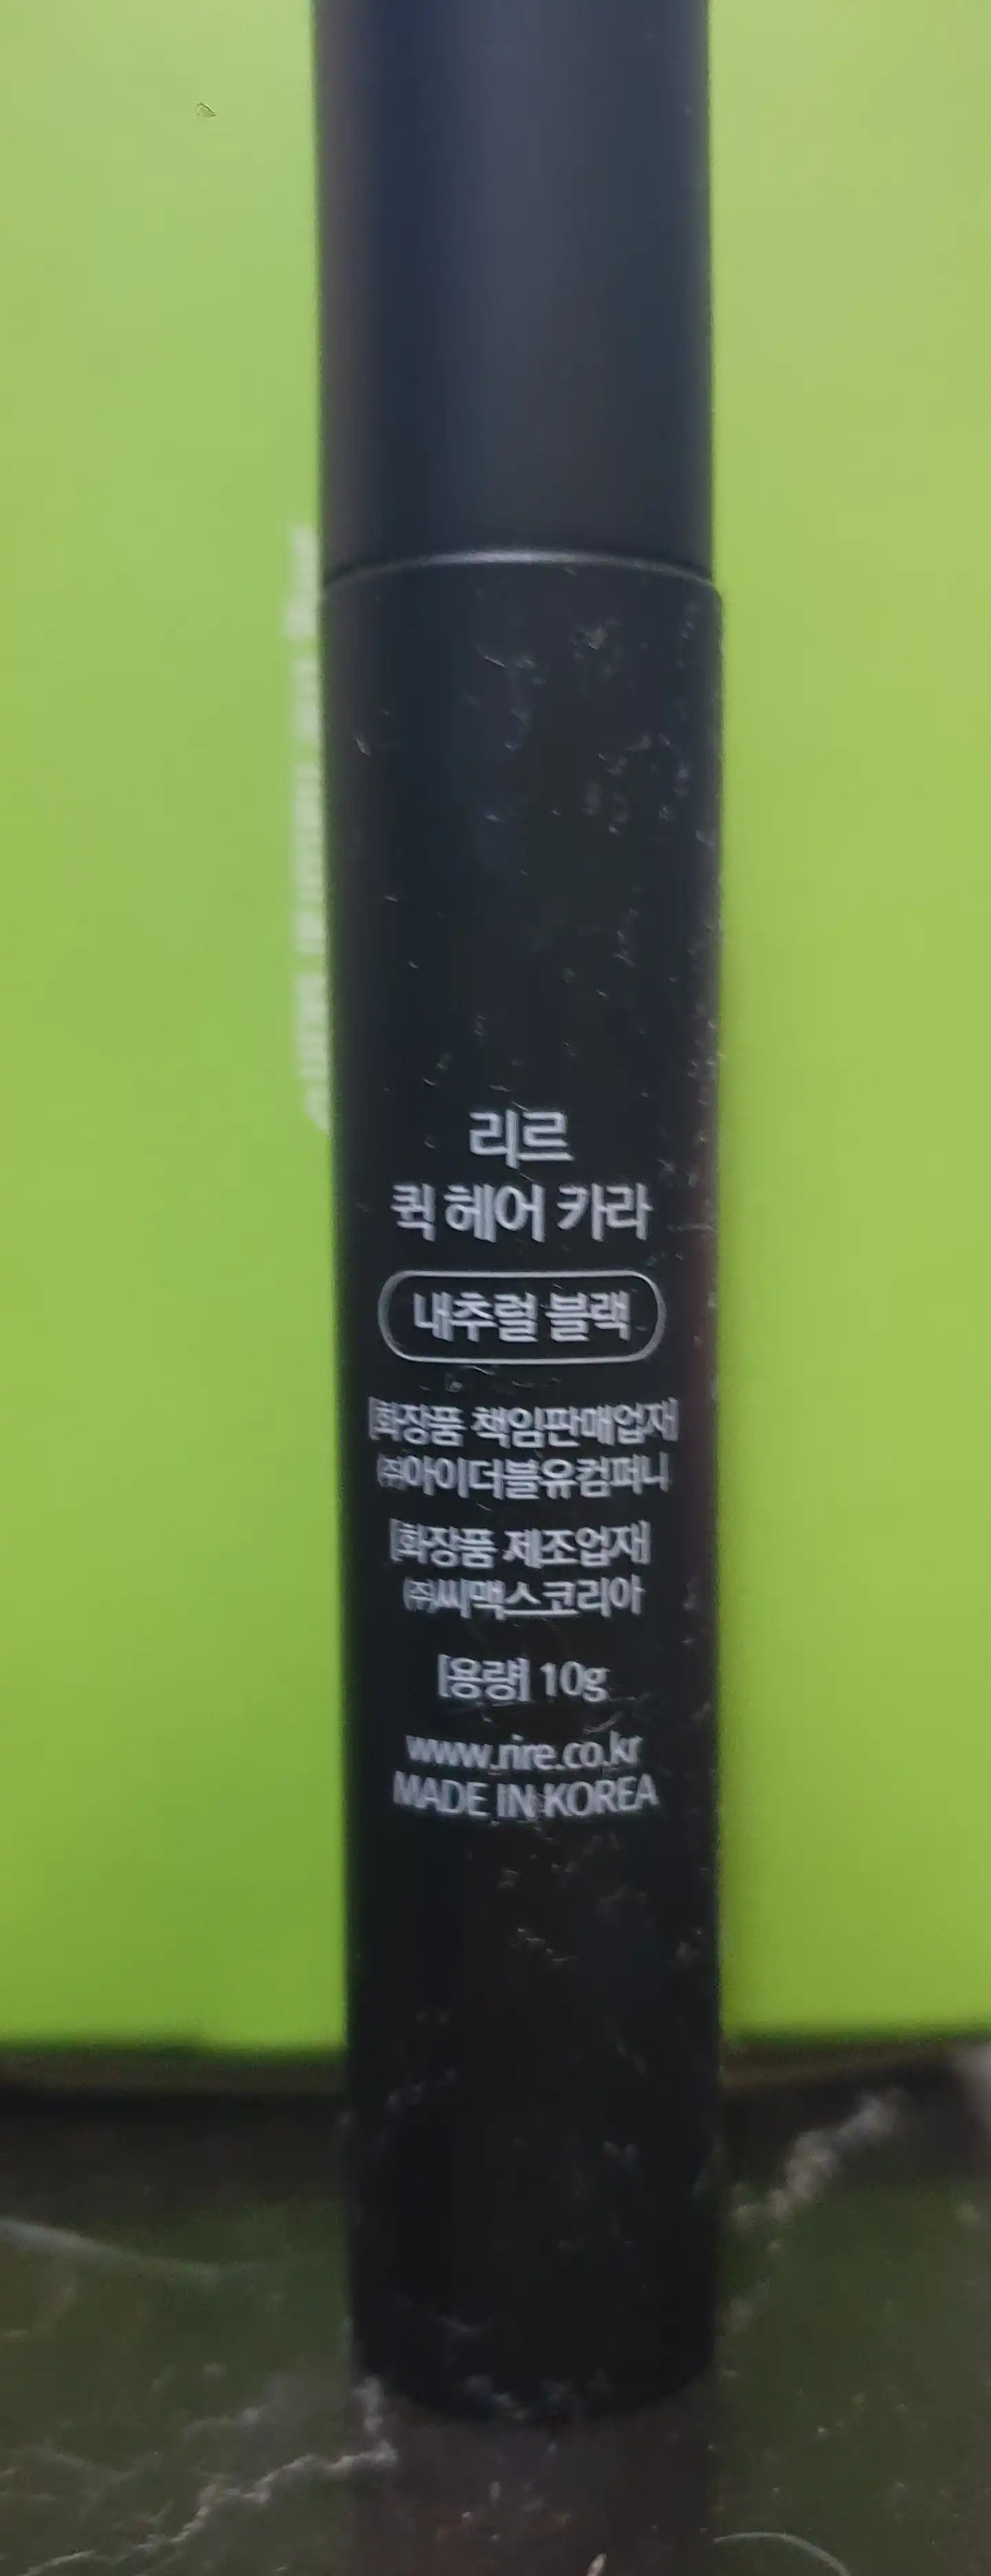 리르
퀵 헤어 카라
내추럴 블랙
[화장품 책임판매업자]
㈜아이더블유컴퍼니
[화장품 제조업자]
㈜씨맥스코리아
[용량] 10g
www.rire.co.kr
MADE IN KOREA